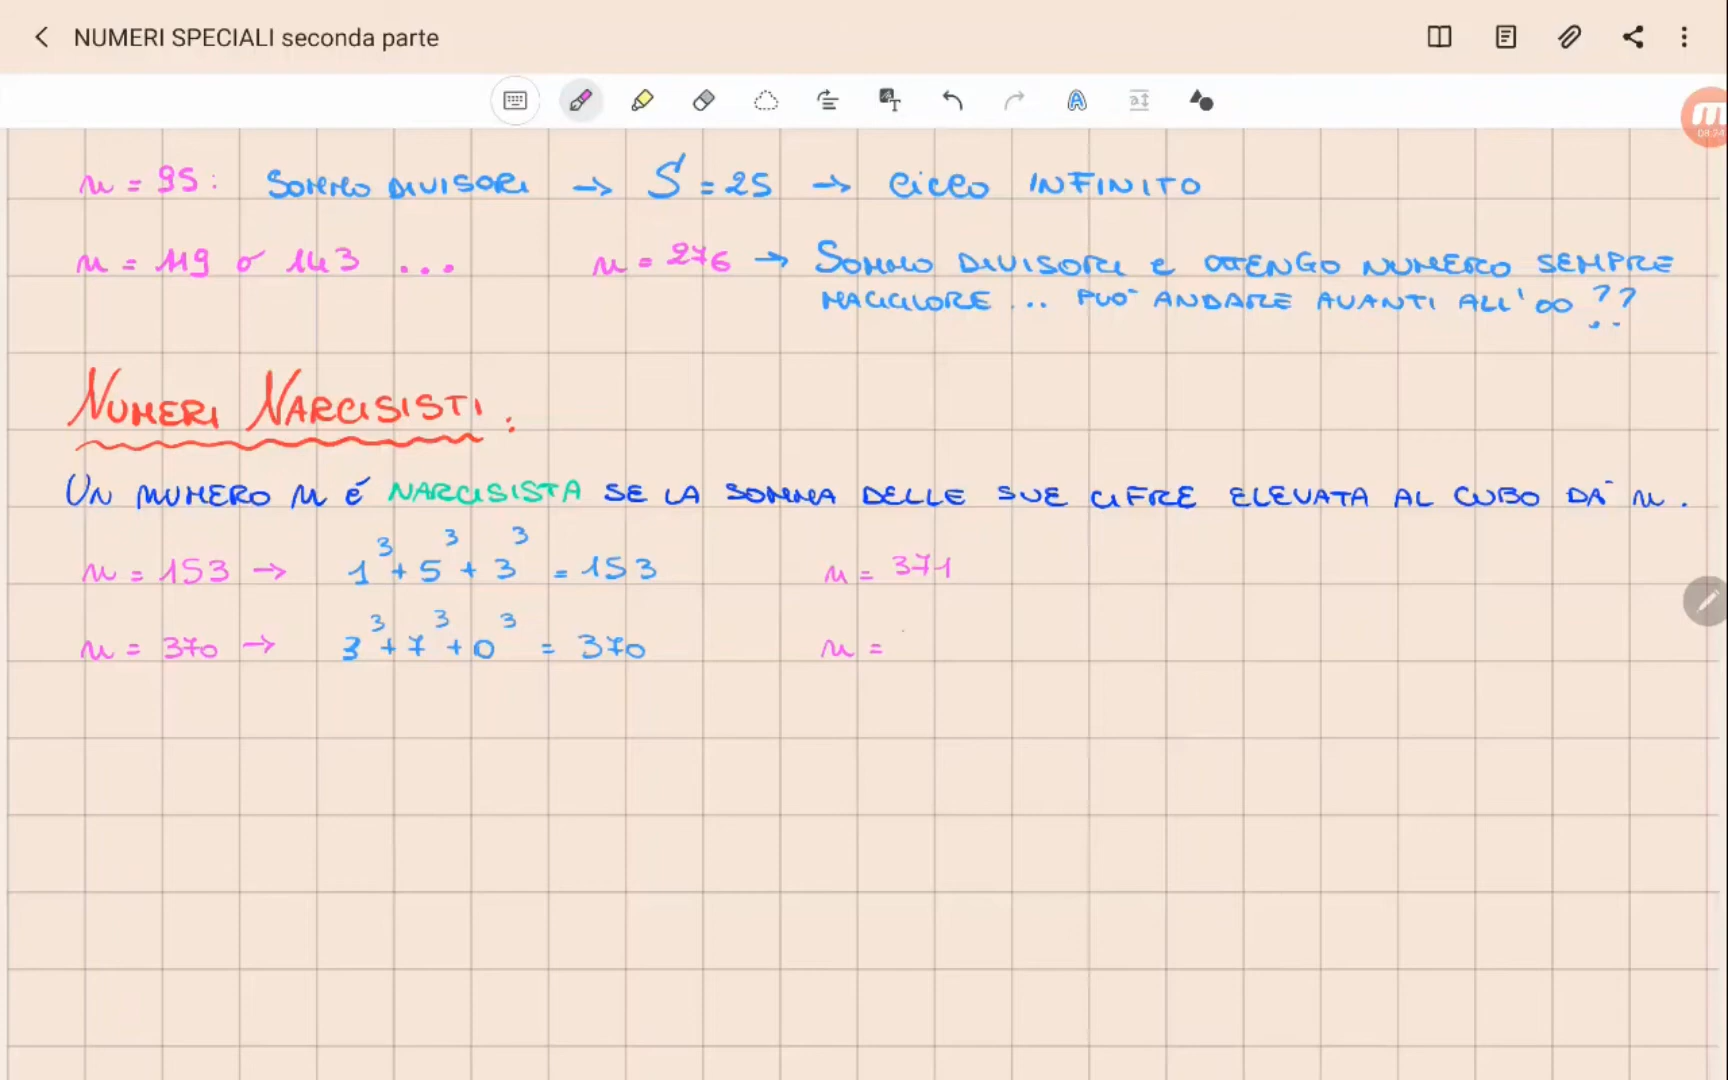 NUMERI SPECIALI seconda parte
08:24
n = 95: SOMMO DIVISORI → S = 25 → CICLO INFINITO
n = 119 o 143 ... n = 276 → SOMMO DIVISORI E OTTENGO NUMERO SEMPRE
MAGGIORE ... PUO' ANDARE AVANTI ALL'∞ ??
NUMERI NARCISISTI:
UN NUMERO n É NARCISISTA SE LA SOMMA DELLE SUE CIFRE ELEVATA AL CUBO DA' n.
n = 153 → 1³ + 5³ + 3³ = 153 n = 371
n = 370 → 3³ + 7³ + 0³ = 370 n =